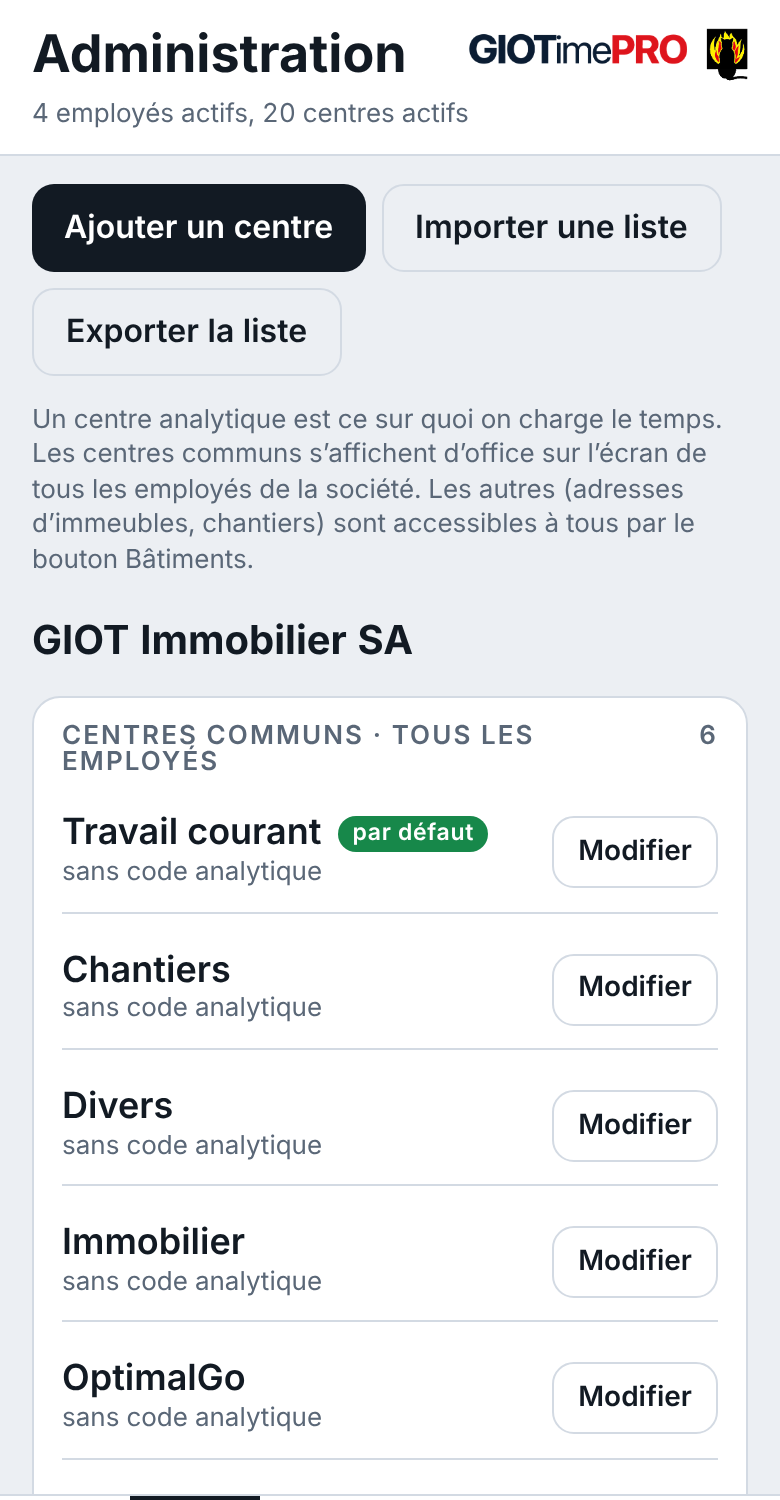 Administration
GIOTimePRO
4 employés actifs, 20 centres actifs
Ajouter un centre
Importer une liste
Exporter la liste
Un centre analytique est ce sur quoi on charge le temps.
Les centres communs s’affichent d’office sur l’écran de
tous les employés de la société. Les autres (adresses
d’immeubles, chantiers) sont accessibles à tous par le
bouton Bâtiments.
GIOT Immobilier SA
CENTRES COMMUNS · TOUS LES
EMPLOYÉS
6
Travail courant par défaut
sans code analytique
Modifier
Chantiers
sans code analytique
Modifier
Divers
sans code analytique
Modifier
Immobilier
sans code analytique
Modifier
OptimalGo
sans code analytique
Modifier